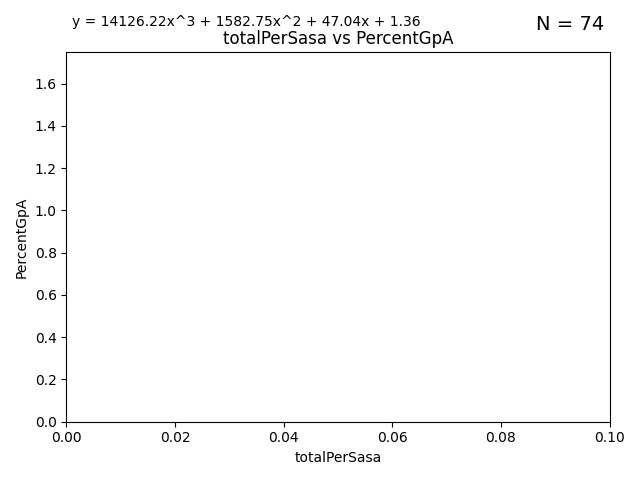 y = 14126.22x^3 + 1582.75x^2 + 47.04x + 1.36
N = 74
totalPerSasa vs PercentGpA
1.6
1.4
1.2
1.0
0.8
0.6
0.4
0.2
0.0
PercentGpA
0.00 0.02 0.04 0.06 0.08 0.10
totalPerSasa